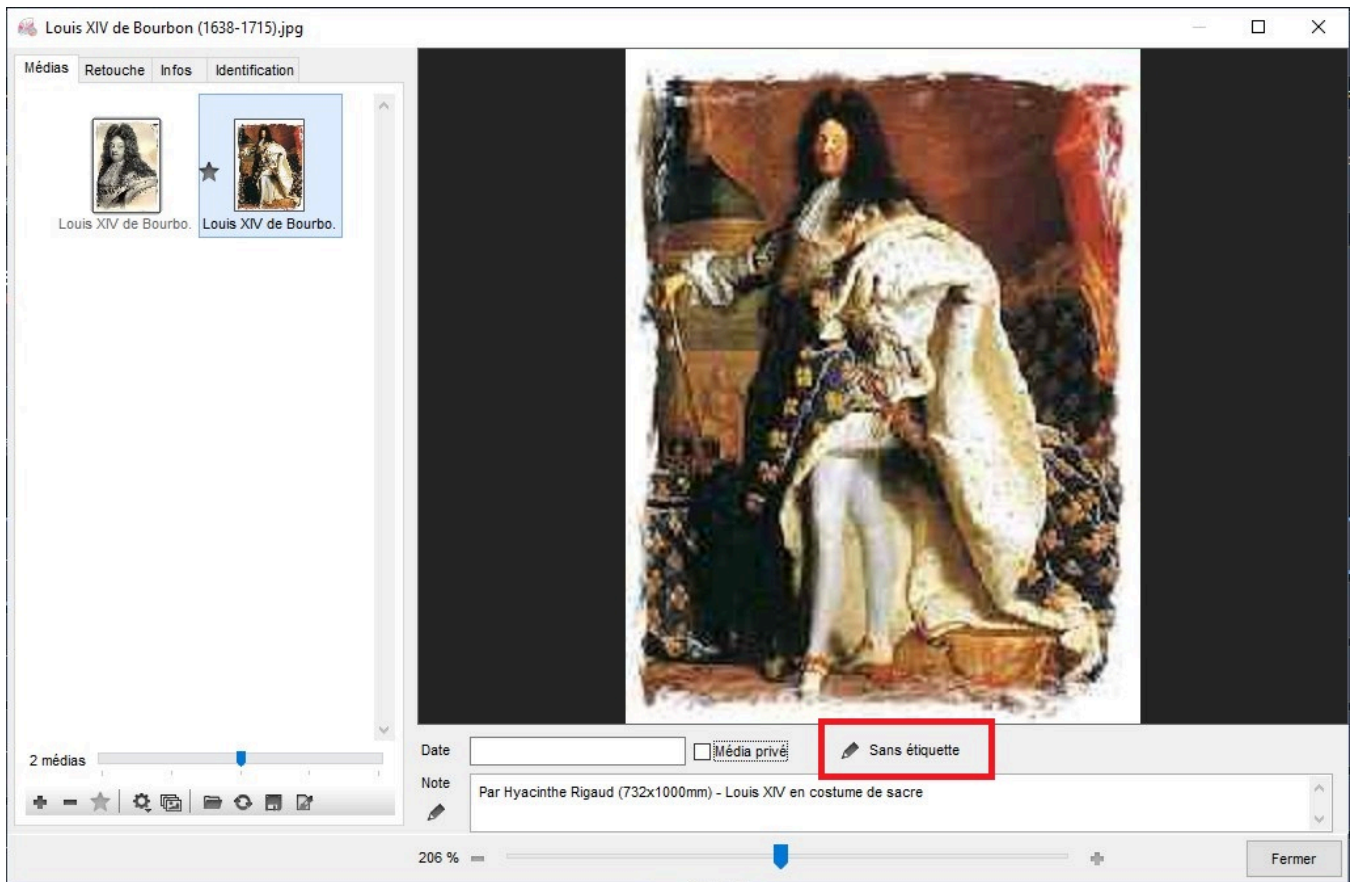 Louis XIV de Bourbon (1638-1715).jpg
Médias Retouche Infos Identification
Louis XIV de Bourbo. Louis XIV de Bourbo.
2 médias
Date Média privé Sans étiquette
Note Par Hyacinthe Rigaud (732x1000mm) - Louis XIV en costume de sacre
206 % Fermer